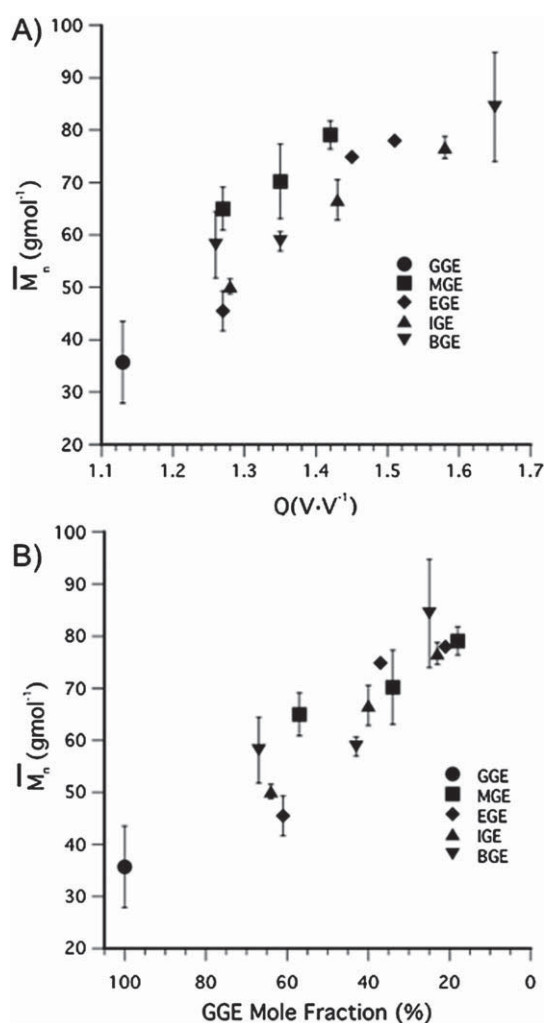 A)
100
90
80
70
60
50
40
30
20
M̅n (gmol⁻¹)
GGE
MGE
EGE
IGE
BGE
1.1 1.2 1.3 1.4 1.5 1.6 1.7
Q(V·V⁻¹)
B)
100
90
80
70
60
50
40
30
20
M̅n (gmol⁻¹)
GGE
MGE
EGE
IGE
BGE
100 80 60 40 20 0
GGE Mole Fraction (%)